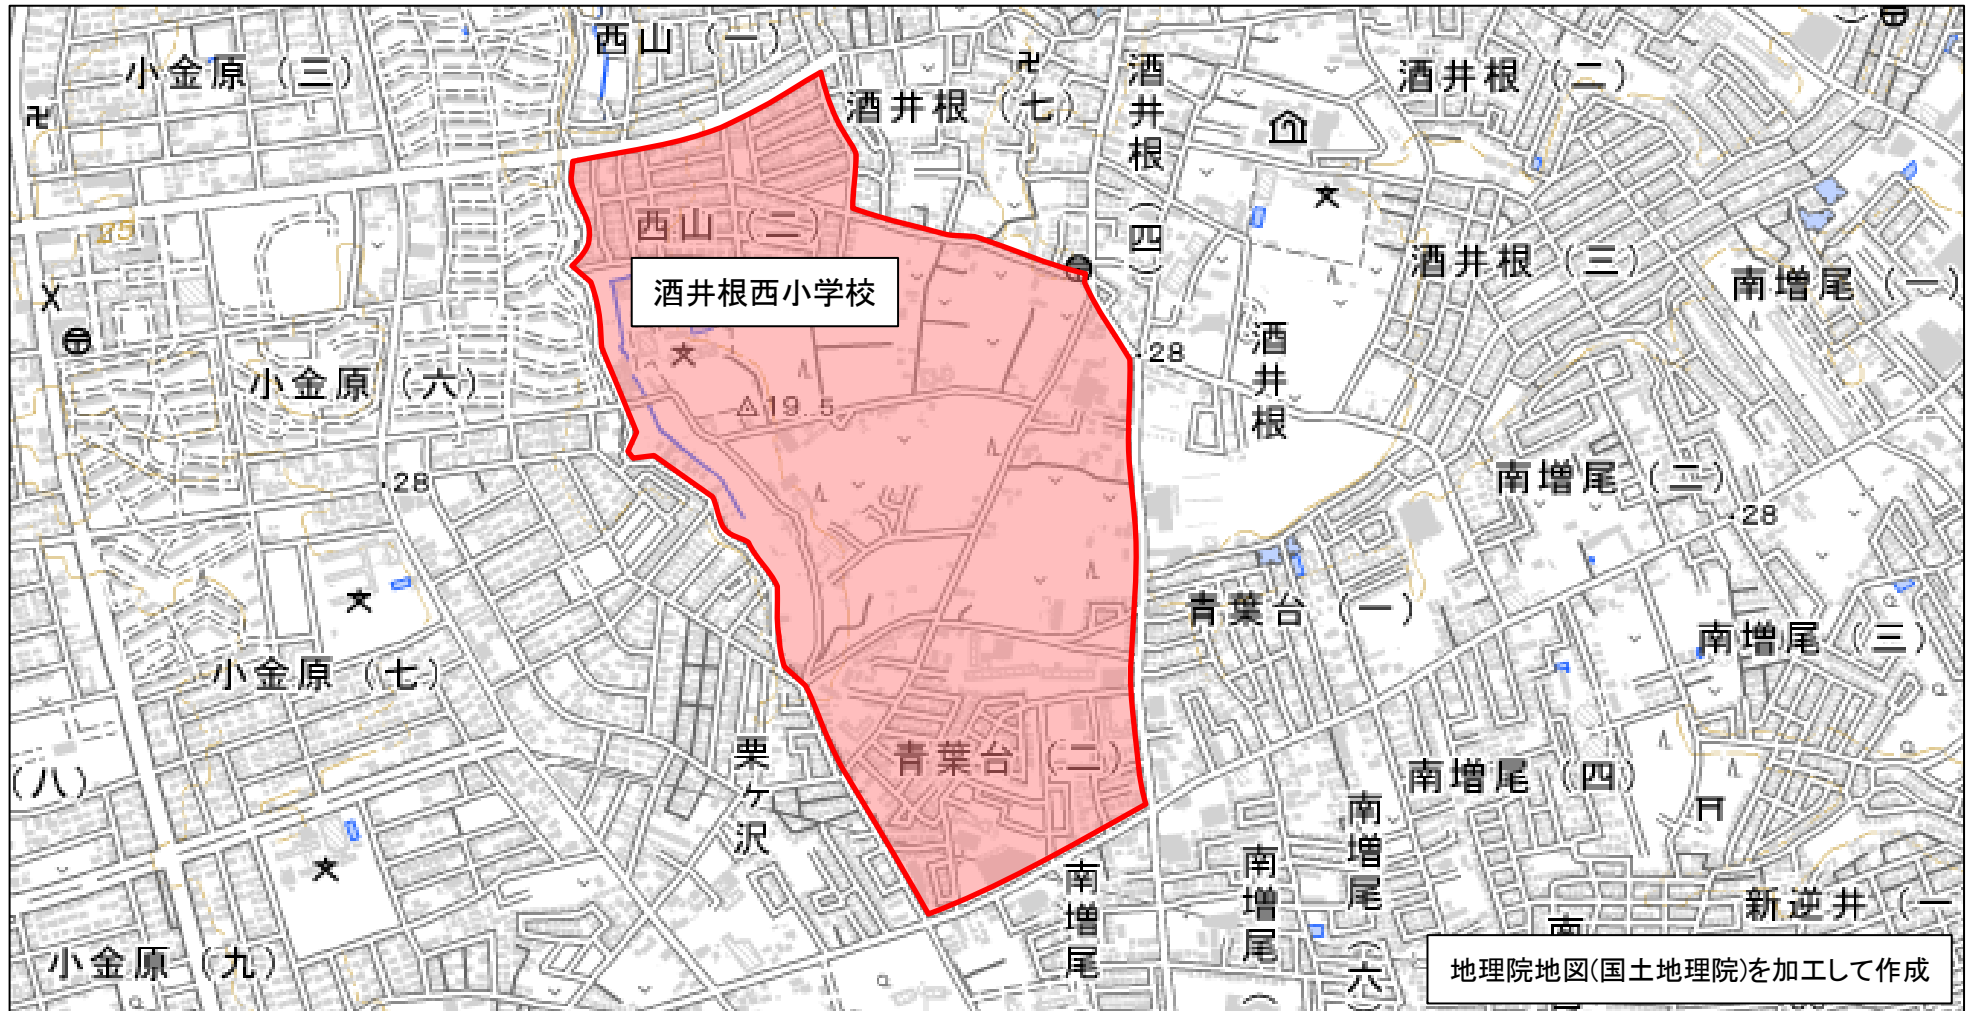 西山（一）
小金原（三）
酒井根（七）
酒井根（四）
酒井根（二）
85
西山（二）
酒井根西小学校
酒井根（三）
南増尾（一）
小金原（六）
28
酒井根
19.5
28
南増尾（二）
28
青葉台（一）
南増尾（三）
小金原（七）
栗ヶ沢
青葉台（二）
（八）
南増尾（四）
南増尾
南増尾（
南増尾（六）
新逆井（一
小金原（九）
南
地理院地図(国土地理院)を加工して作成